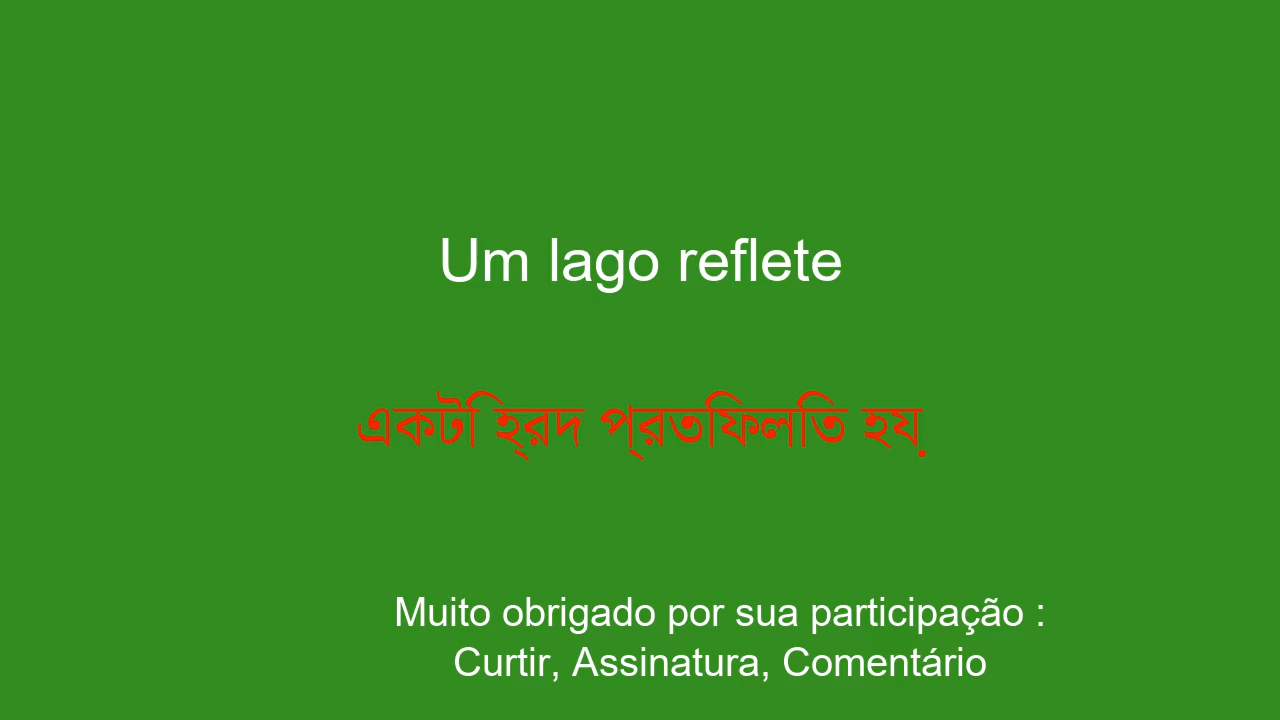 Um lago reflete
একটি হ্রদ প্রতিফলিত হয়
Muito obrigado por sua participação :
Curtir, Assinatura, Comentário